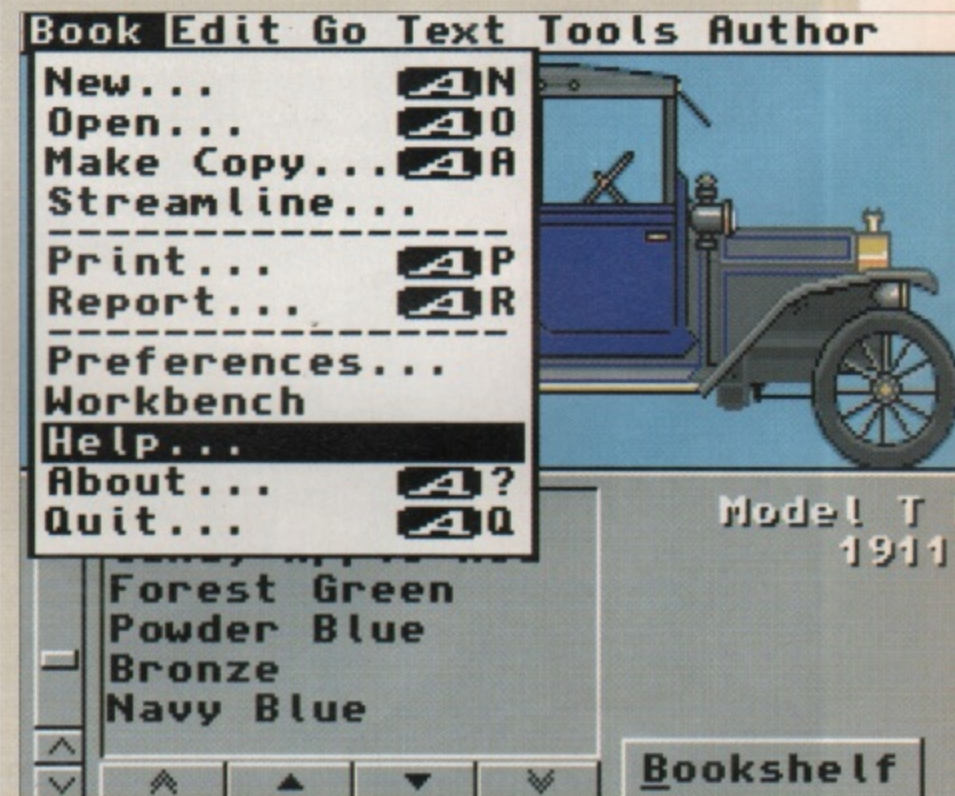 Book Edit Go Text Tools Author
New... A N
Open... A O
Make Copy... A A
Streamline...
Print... A P
Report... A R
Preferences...
Workbench
Help...
About... A ?
Quit... A Q
Model T
1911
Forest Green
Powder Blue
Bronze
Navy Blue
Bookshelf